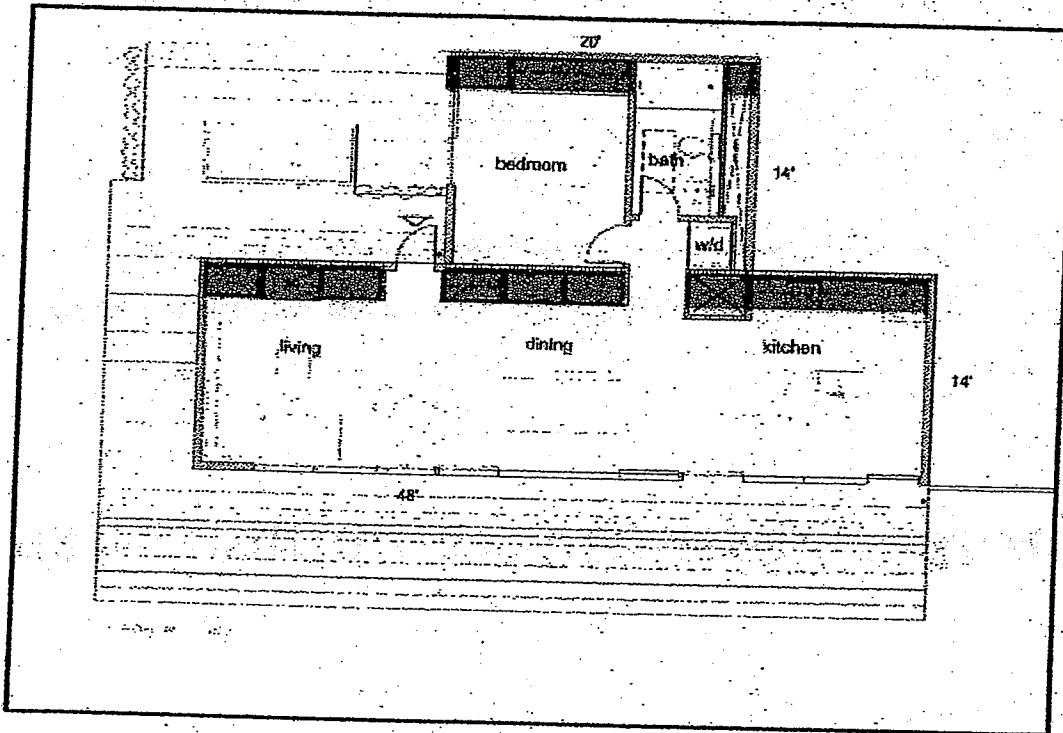 20'
bedroom
bath
14'
w/d
living
dining
kitchen
14'
48'